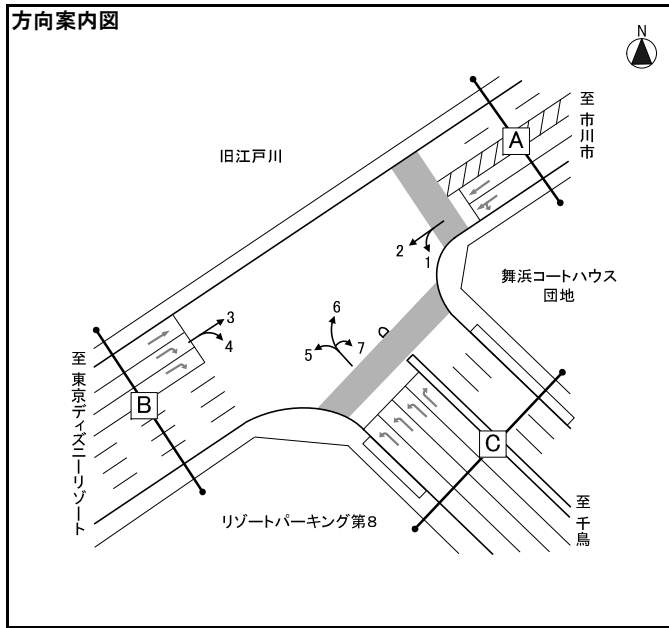 方向案内図
N
至 市川市
A
旧江戸川
2
1
舞浜コートハウス
団地
6
3
5
7
4
至 東京ディズニーリゾート
B
C
リゾートパーキング第8
至 千鳥